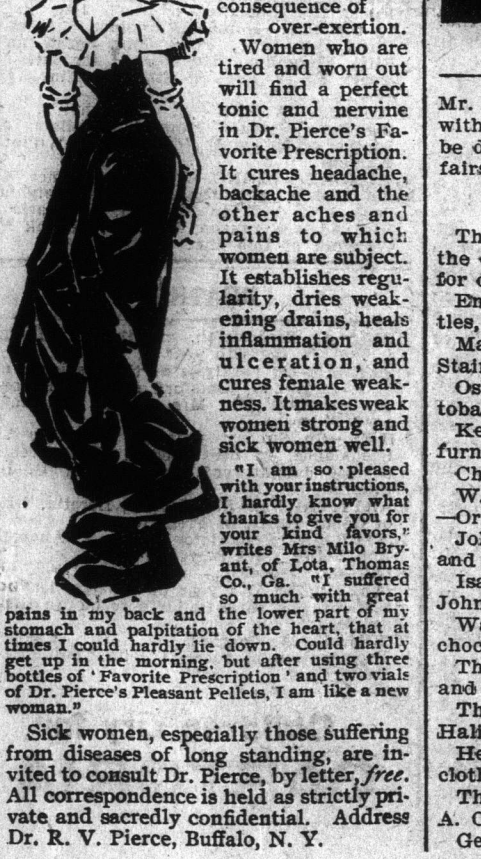 consequence of
over-exertion.
Women who are
tired and worn out
will find a perfect
tonic and nervine
in Dr. Pierce's Fa-
vorite Prescription.
It cures headache,
backache and the
other aches and
pains to which
women are subject.
It establishes regu-
larity, dries weak-
ening drains, heals
inflammation and
ulceration, and
cures female weak-
ness. It makes weak
women strong and
sick women well.
"I am so pleased
with your instructions,
I hardly know what
thanks to give you for
your kind favors,"
writes Mrs Milo Bry-
ant, of Lota, Thomas
Co., Ga. "I suffered
so much with great
pains in my back and the lower part of my
stomach and palpitation of the heart, that at
times I could hardly lie down. Could hardly
get up in the morning, but after using three
bottles of 'Favorite Prescription' and two vials
of Dr. Pierce's Pleasant Pellets, I am like a new
woman."
Sick women, especially those suffering
from diseases of long standing, are in-
vited to consult Dr. Pierce, by letter, free.
All correspondence is held as strictly pri-
vate and sacredly confidential. Address
Dr. R. V. Pierce, Buffalo, N. Y.
Mr.
with
be
fairs
Th
the
for
En
tles,
Ma
Stain
Os
toba
Ke
furn
Ch
W.
—Or
Joh
and
Isa
John
Wa
choc
Th
and
Th
Half
He
cloth
Th
A. C
Ge